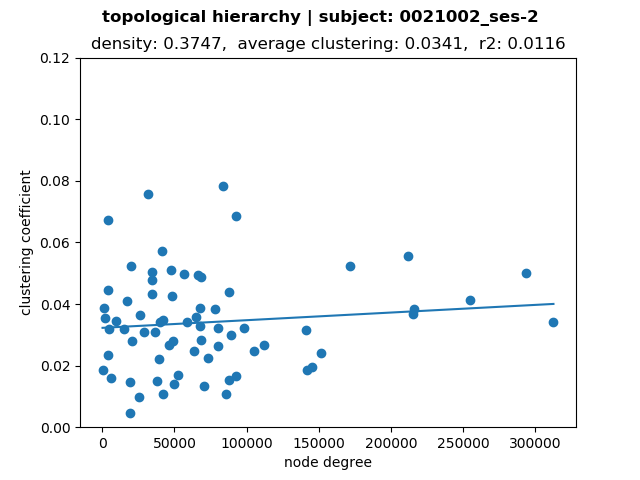 topological hierarchy | subject: 0021002_ses-2
density: 0.3747,  average clustering: 0.0341,  r2: 0.0116
0.12
0.10
0.08
0.06
0.04
0.02
0.00
clustering coefficient
0 50000 100000 150000 200000 250000 300000
node degree